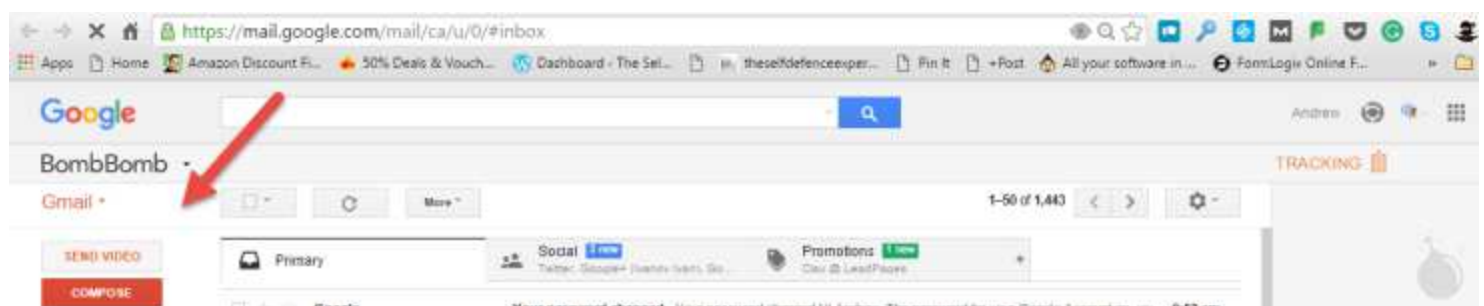 https://mail.google.com/mail/ca/u/0/#inbox
Apps Home Amazon Discount Fi... 50% Deals & Vouch... Dashboard - The Sel... theselfdefenceexper... Pin It +Post All your software in ... FormLogix Online F...
Google Andrew
BombBomb TRACKING
Gmail More 1–50 of 1,443
SEND VIDEO Primary Social Promotions 1 new
Twitter, Google+
COMPOSE